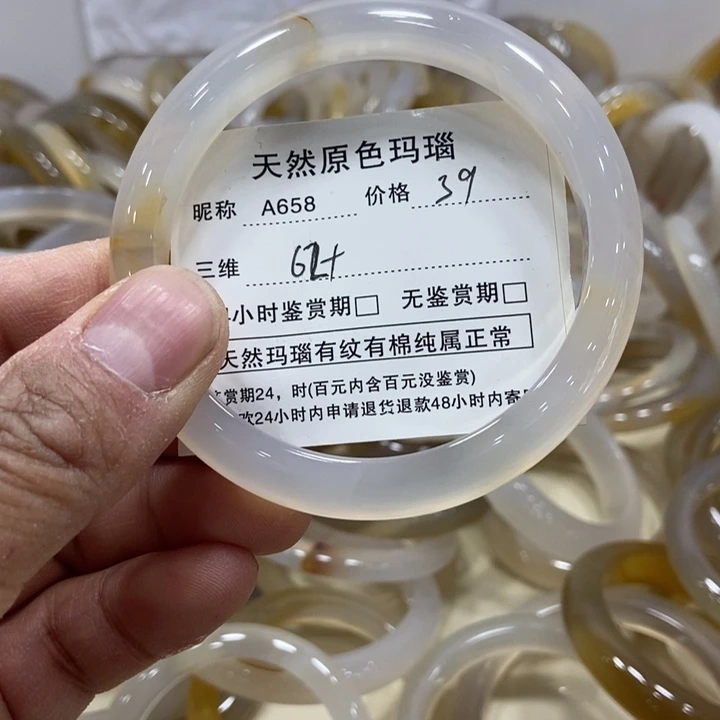 天然原色玛瑙
昵称 A658 价格 39
三维 62+
小时鉴赏期□ 无鉴赏期□
天然玛瑙有纹有棉纯属正常
赏期24,时(百元内含百元没鉴赏)
24小时内申请退货退款48小时内寄